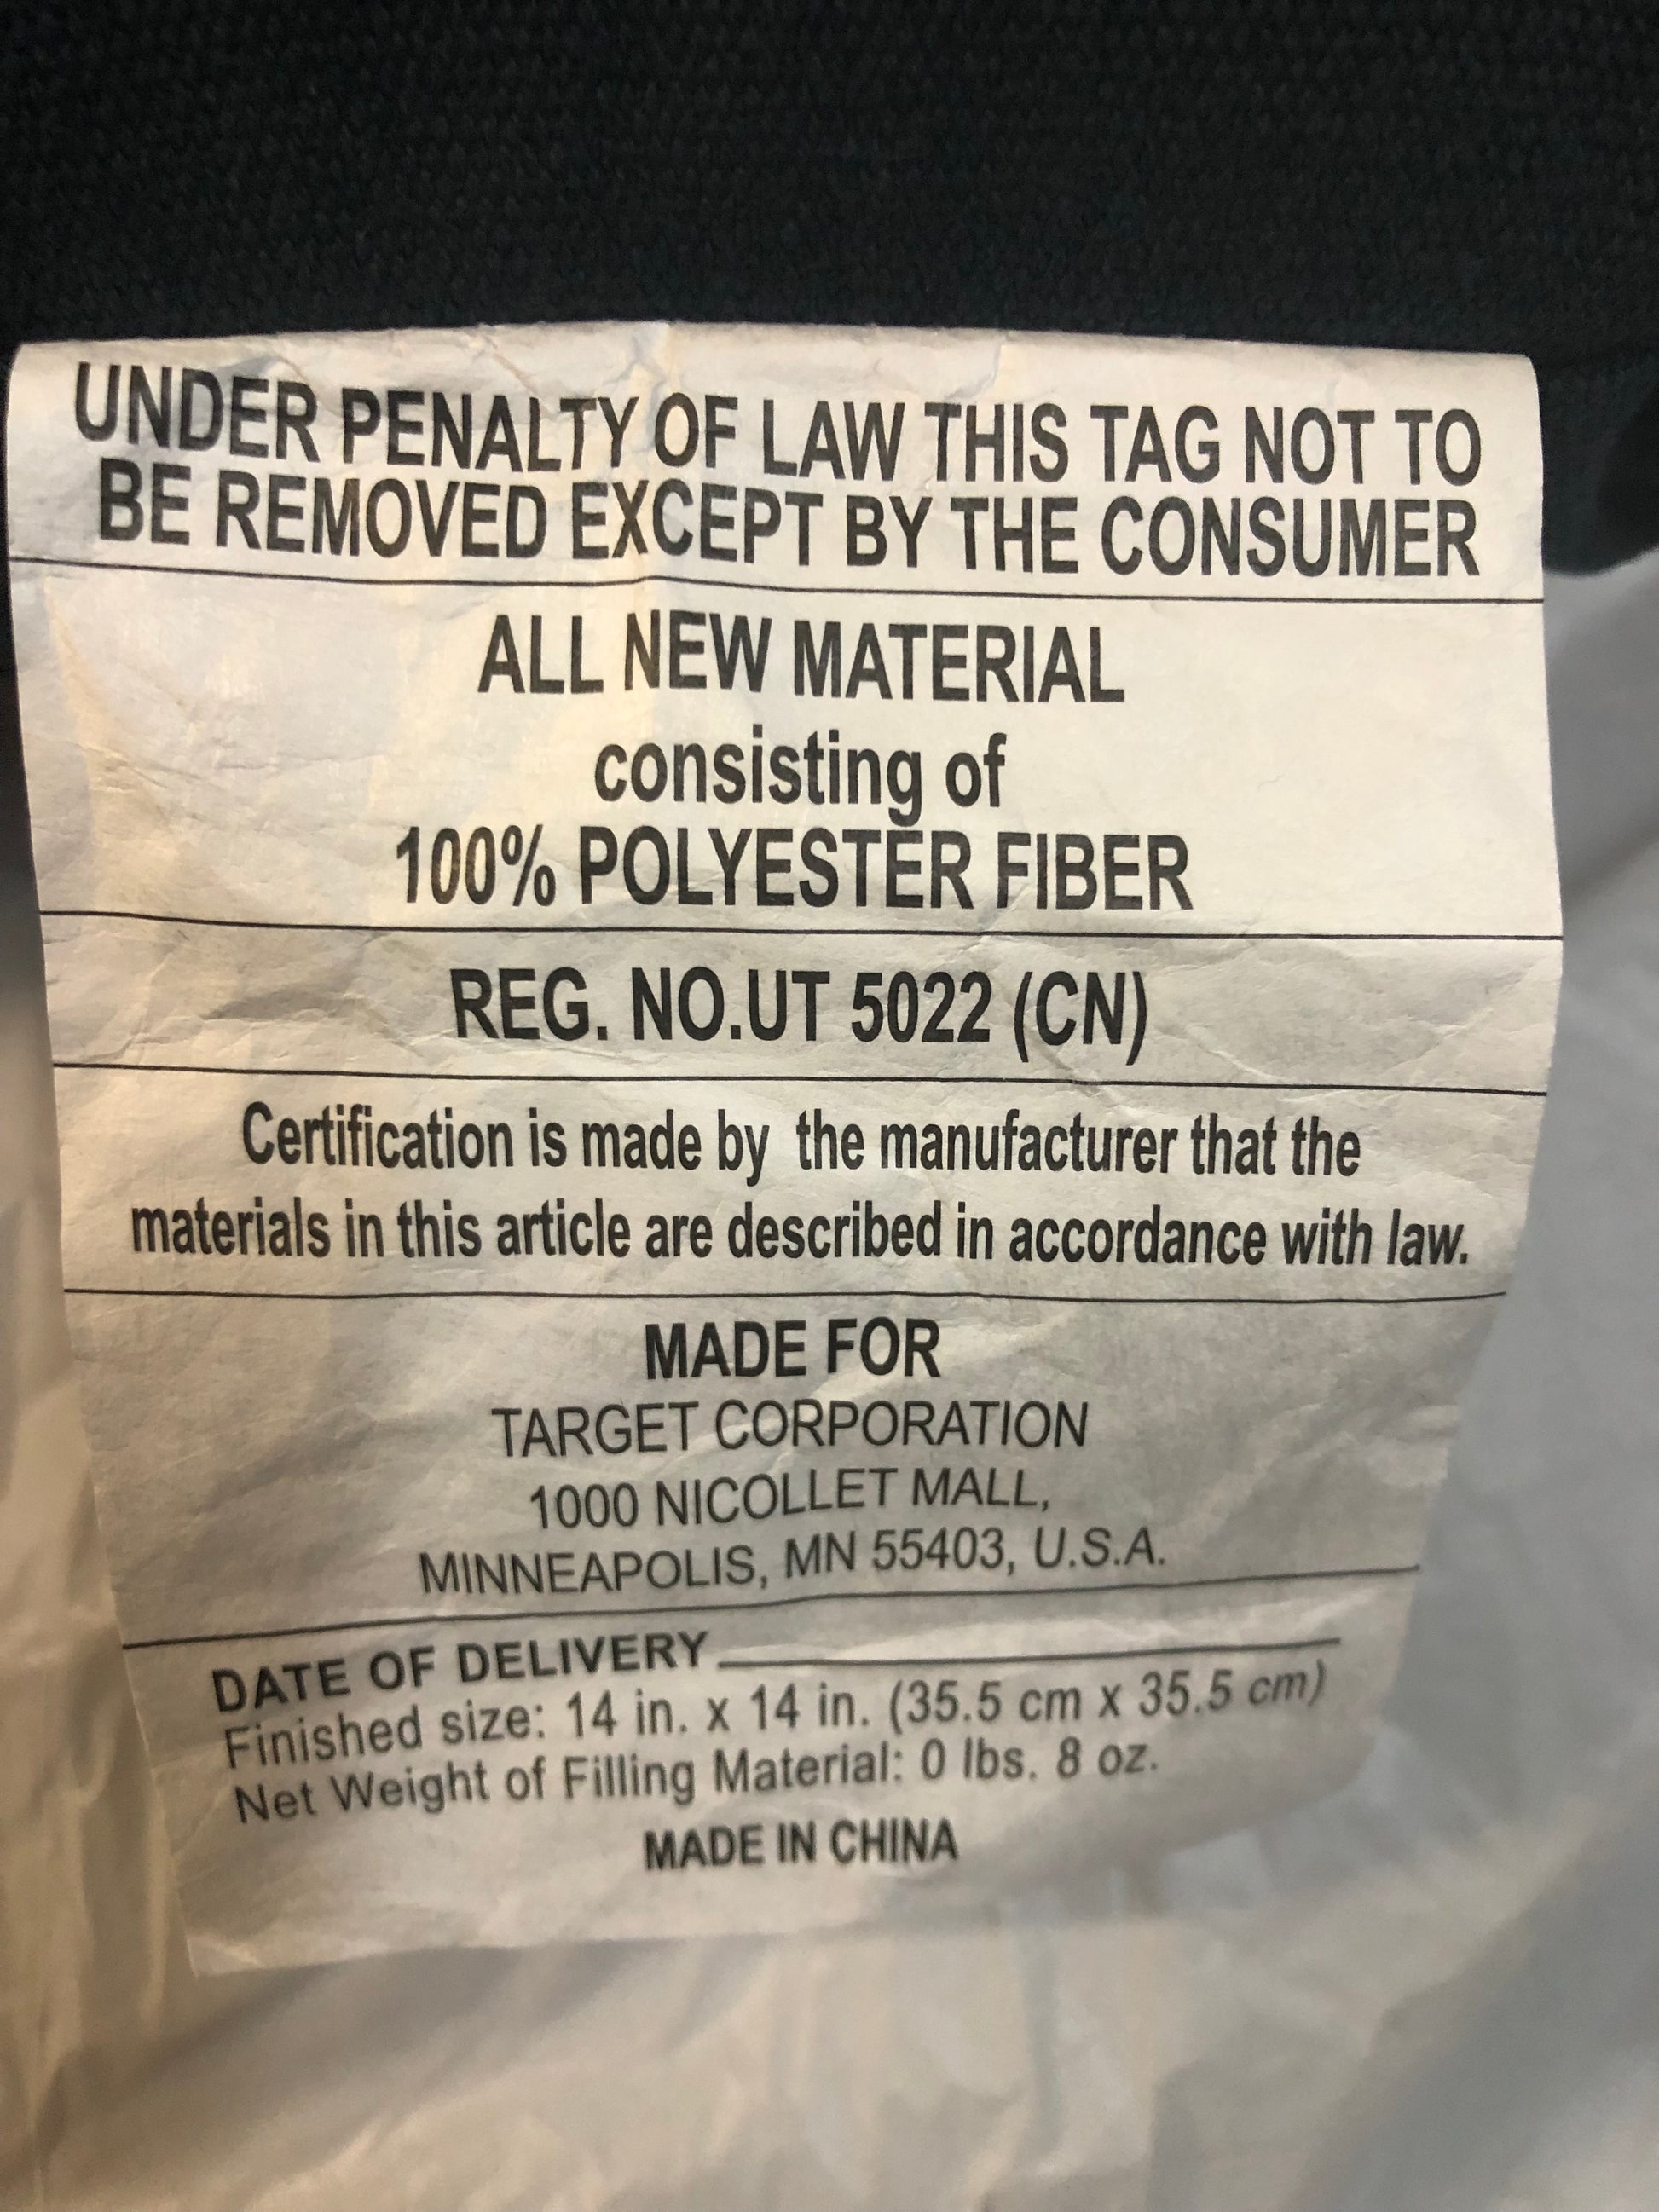 UNDER PENALTY OF LAW THIS TAG NOT TO
BE REMOVED EXCEPT BY THE CONSUMER
ALL NEW MATERIAL
consisting of
100% POLYESTER FIBER
REG. NO.UT 5022 (CN)
Certification is made by the manufacturer that the
materials in this article are described in accordance with law.
MADE FOR
TARGET CORPORATION
1000 NICOLLET MALL,
MINNEAPOLIS, MN 55403, U.S.A.
DATE OF DELIVERY
Finished size: 14 in. x 14 in. (35.5 cm x 35.5 cm)
Net Weight of Filling Material: 0 lbs. 8 oz.
MADE IN CHINA